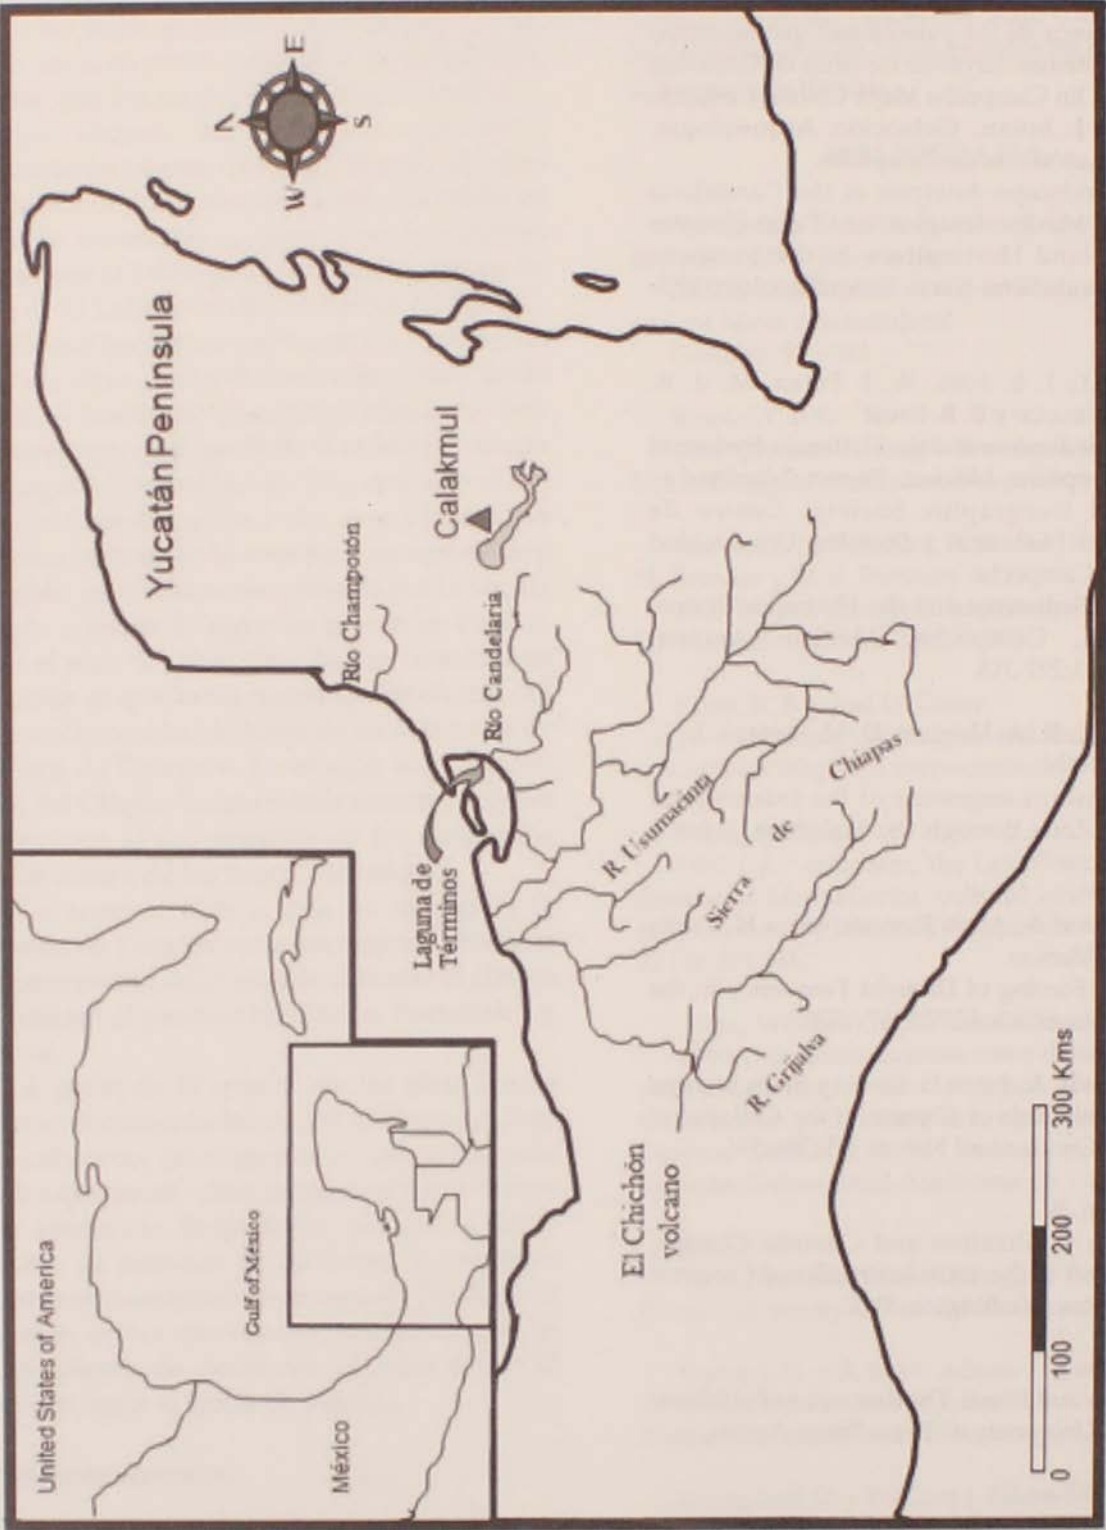 United States of America
Yucatán Península
N
W
E
S
Gulf of México
México
Río Champotón
Laguna de
Términos
Calakmul
Río Candelaria
R. Usumacinta
El Chichón
volcano
Sierra
de
Chiapas
R. Grijalva
0 100 200 300 Kms